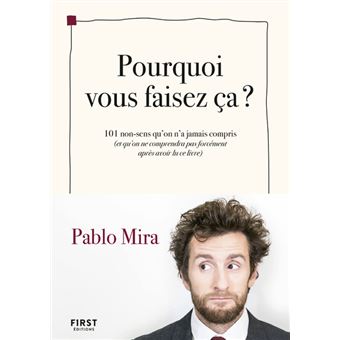 Pourquoi
vous faisez ça ?
101 non-sens qu'on n'a jamais compris
(et qu'on ne comprendra pas forcément
après avoir lu ce livre)
Pablo Mira
FIRST
ÉDITIONS